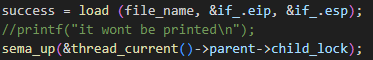 success = load (file_name, &if_.eip, &if_.esp);
//printf("it wont be printed\n");
sema_up(&thread_current()->parent->child_lock);